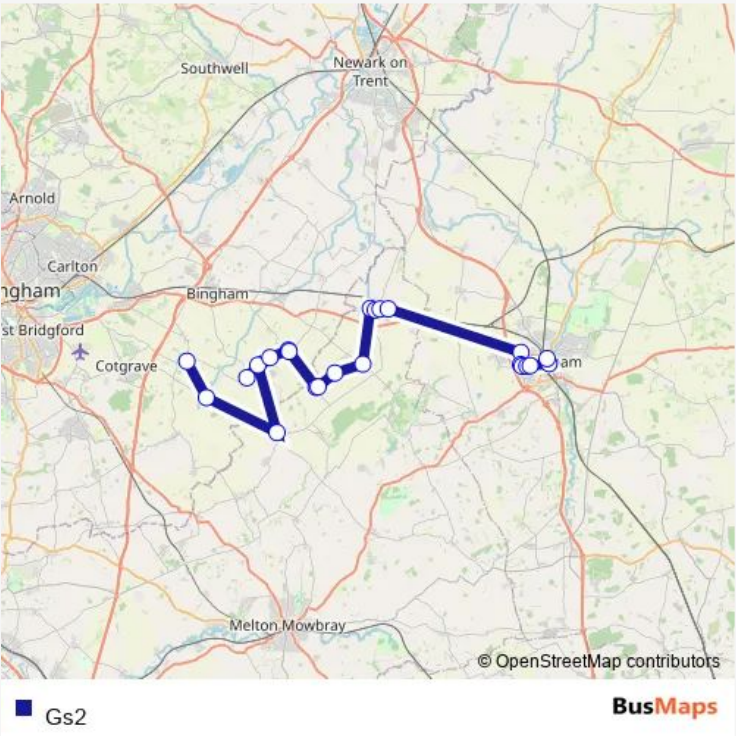 Southwell
Newark on
Trent
Arnold
Carlton
ngham
Bingham
st Bridgford
Cotgrave
am
Melton Mowbray
© OpenStreetMap contributors
Gs2
BusMaps